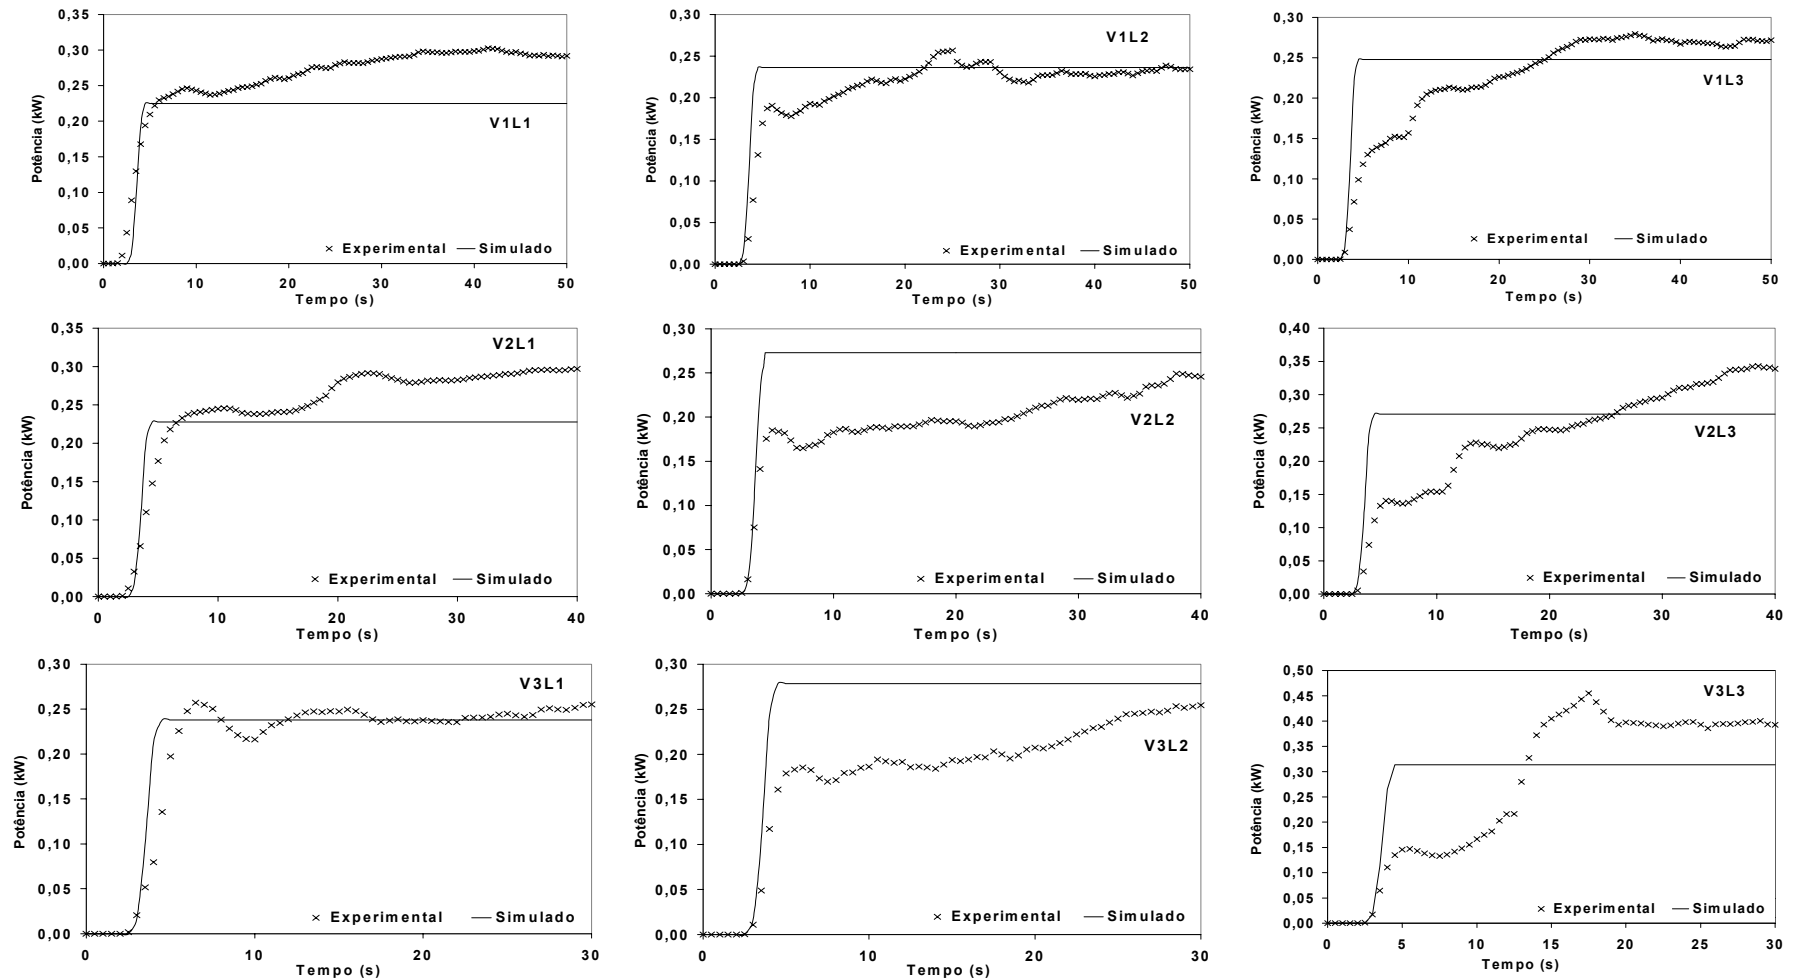 0,35
0,30
0,25
0,20
0,15
0,10
0,05
0,00
Potência (kW)
V1L1
× Experimental — Simulado
0 10 20 30 40 50
Tempo (s)
0,30
0,25
0,20
0,15
0,10
0,05
0,00
Potência (kW)
V1L2
× Experimental — Simulado
0 10 20 30 40 50
Tempo (s)
0,30
0,25
0,20
0,15
0,10
0,05
0,00
Potência (kW)
V1L3
× Experimental — Simulado
0 10 20 30 40 50
Tempo (s)
0,35
0,30
0,25
0,20
0,15
0,10
0,05
0,00
Potência (kW)
V2L1
× Experimental — Simulado
0 10 20 30 40
Tempo (s)
0,30
0,25
0,20
0,15
0,10
0,05
0,00
Potência (kW)
V2L2
× Experimental — Simulado
0 10 20 30 40
Tempo (s)
0,40
0,35
0,30
0,25
0,20
0,15
0,10
0,05
0,00
Potência (kW)
V2L3
× Experimental — Simulado
0 10 20 30 40
Tempo (s)
0,30
0,25
0,20
0,15
0,10
0,05
0,00
Potência (kW)
V3L1
× Experimental — Simulado
0 10 20 30
Tempo (s)
0,30
0,25
0,20
0,15
0,10
0,05
0,00
Potência (kW)
V3L2
× Experimental — Simulado
0 10 20 30
Tempo (s)
0,50
0,45
0,40
0,35
0,30
0,25
0,20
0,15
0,10
0,05
0,00
Potência (kW)
V3L3
× Experimental — Simulado
0 5 10 15 20 25 30
Tempo (s)